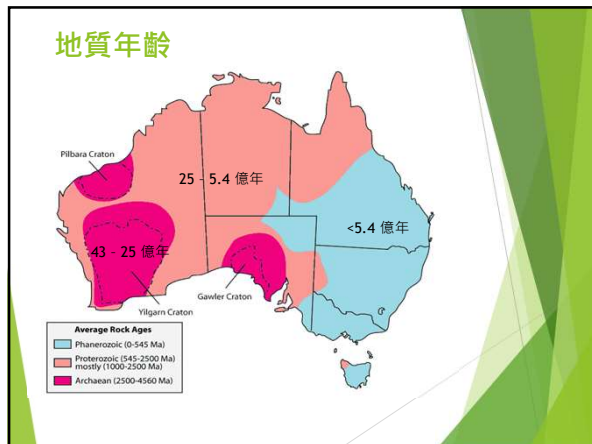 地質年齡
Pilbara Craton
25 - 5.4 億年
<5.4 億年
43 - 25 億年
Gawler Craton
Yilgarn Craton
Average Rock Ages
Phanerozoic (0-545 Ma)
Proterozoic (545-2500 Ma)
mostly (1000-2500 Ma)
Archaean (2500-4560 Ma)